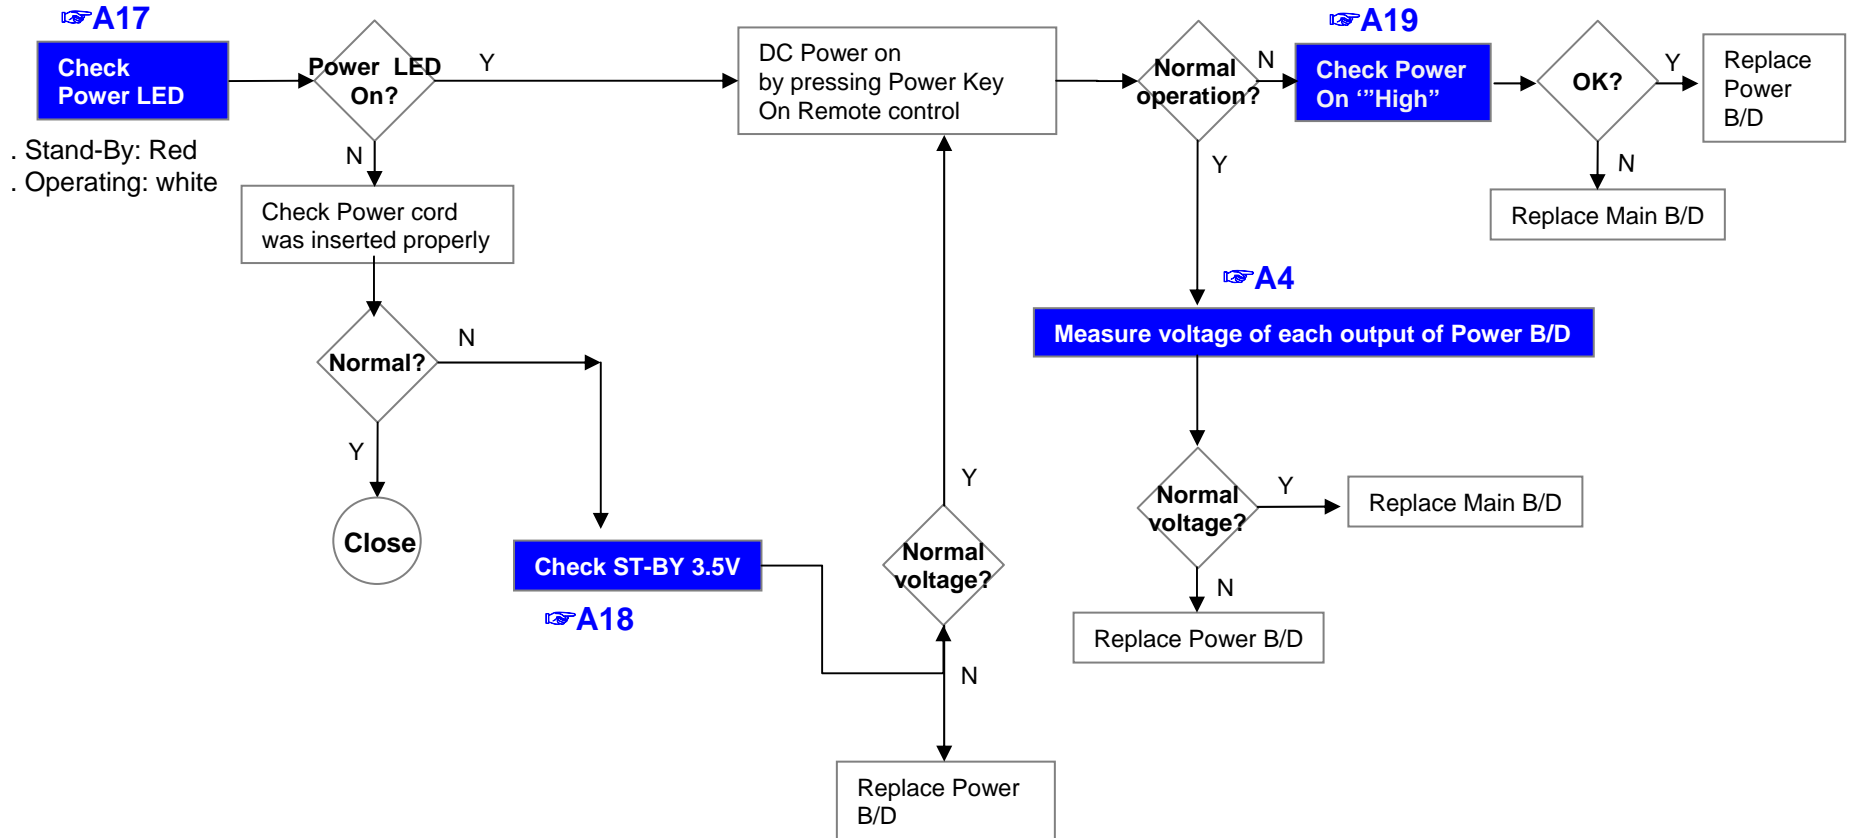 ☞A17
Check
Power LED
. Stand-By: Red
. Operating: white
Power LED
On?
Y
N
Check Power cord
was inserted properly
Normal?
N
Y
Close
Check ST-BY 3.5V
☞A18
DC Power on
by pressing Power Key
On Remote control
Y
Normal
voltage?
N
Replace Power
B/D
Normal
operation?
N
Y
☞A19
Check Power
On ‘”High”
OK?
Y
Replace
Power
B/D
N
Replace Main B/D
☞A4
Measure voltage of each output of Power B/D
Normal
voltage?
Y
Replace Main B/D
N
Replace Power B/D